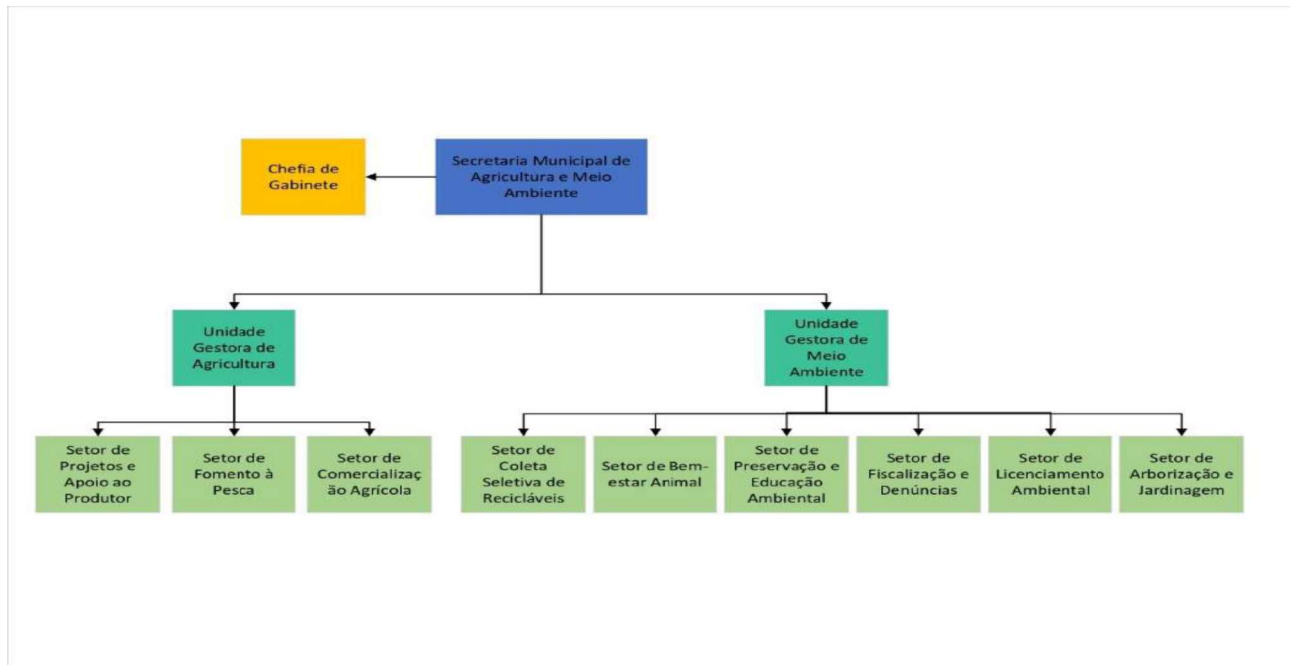 Chefia de
Gabinete
Secretaria Municipal de
Agricultura e Meio
Ambiente
Unidade
Gestora de
Agricultura
Unidade
Gestora de
Meio
Ambiente
Setor de
Projetos e
Apoio ao
Produtor
Setor de
Fomento à
Pesca
Setor de
Comercializaç
ão Agrícola
Setor de
Coleta
Seletiva de
Recicláveis
Setor de Bem-
estar Animal
Setor de
Preservação e
Educação
Ambiental
Setor de
Fiscalização e
Denúncias
Setor de
Licenciamento
Ambiental
Setor de
Arborização e
Jardinagem